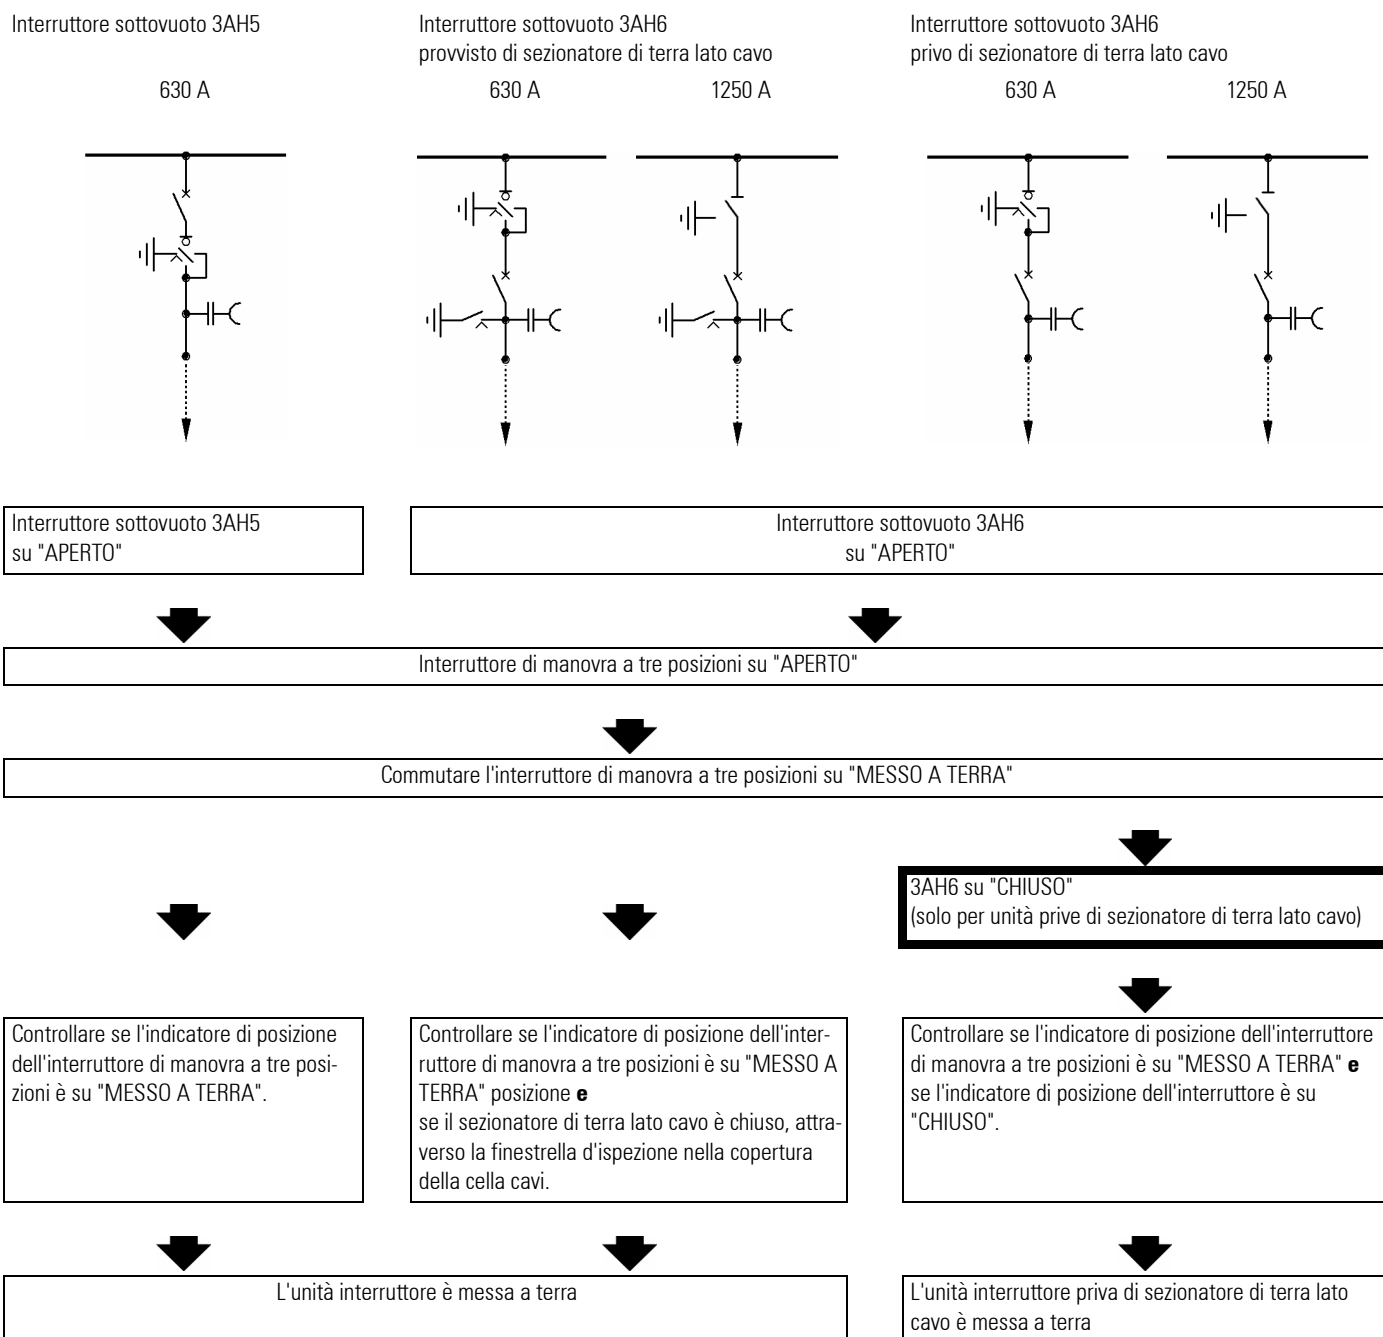 Interruttore sottovuoto 3AH5
Interruttore sottovuoto 3AH6
provvisto di sezionatore di terra lato cavo
Interruttore sottovuoto 3AH6
privo di sezionatore di terra lato cavo
630 A
630 A
1250 A
630 A
1250 A
Interruttore sottovuoto 3AH5
su "APERTO"
Interruttore sottovuoto 3AH6
su "APERTO"
Interruttore di manovra a tre posizioni su "APERTO"
Commutare l'interruttore di manovra a tre posizioni su "MESSO A TERRA"
3AH6 su "CHIUSO"
(solo per unità prive di sezionatore di terra lato cavo)
Controllare se l'indicatore di posizione
dell'interruttore di manovra a tre posi-
zioni è su "MESSO A TERRA".
Controllare se l'indicatore di posizione dell'inter-
ruttore di manovra a tre posizioni è su "MESSO A
TERRA" posizione e
se il sezionatore di terra lato cavo è chiuso, attra-
verso la finestrella d'ispezione nella copertura
della cella cavi.
Controllare se l'indicatore di posizione dell'interruttore
di manovra a tre posizioni è su "MESSO A TERRA" e
se l'indicatore di posizione dell'interruttore è su
"CHIUSO".
L'unità interruttore è messa a terra
L'unità interruttore priva di sezionatore di terra lato
cavo è messa a terra